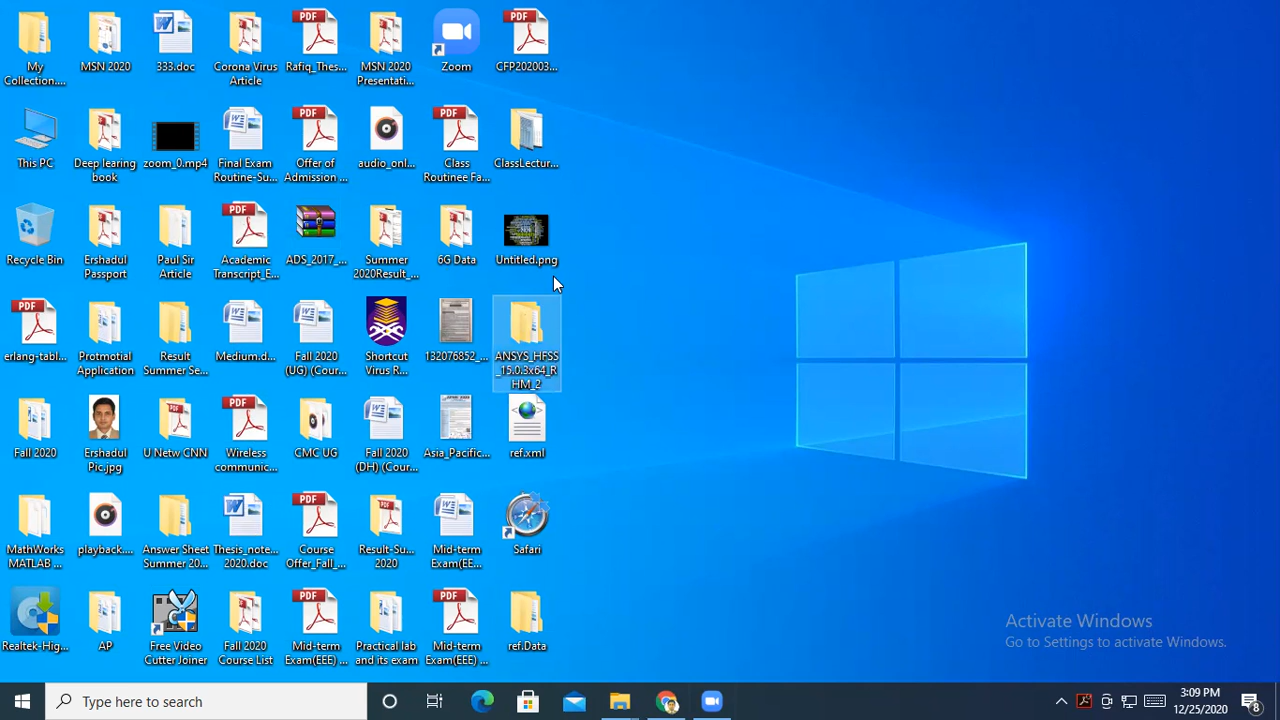 My Collection....
MSN 2020
333.doc
Corona Virus Article
Rafiq_Thes...
MSN 2020 Presentati...
Zoom
CFP202003...
This PC
Deep learing book
zoom_0.mp4
Final Exam Routine-Su...
Offer of Admission ...
audio_onl...
Class Routinee Fa...
ClassLectur...
Recycle Bin
Ershadul Passport
Paul Sir Article
Academic Transcript_E...
ADS_2017_...
Summer 2020Result_...
6G Data
Untitled.png
erlang-tabl...
Protmotial Application
Result Summer Se...
Medium.d...
Fall 2020 (UG) (Cour...
Shortcut Virus R...
132076852_...
ANSYS_HFSS_15.0.3x64_RHM_2
Fall 2020
Ershadul Pic.jpg
U Netw CNN
Wireless communic...
CMC UG
Fall 2020 (DH) (Cour...
Asia_Pacific...
ref.xml
MathWorks MATLAB ...
playback....
Answer Sheet Summer 20...
Thesis_note... 2020.doc
Course Offer_Fall_...
Result-Su... 2020
Mid-term Exam(EE...
Safari
Realtek-Hig...
AP
Free Video Cutter Joiner
Fall 2020 Course List
Mid-term Exam(EEE) ...
Practical lab and its exam
Mid-term Exam(EEE) ...
ref.Data
Activate Windows
Go to Settings to activate Windows.
Type here to search
3:09 PM
12/25/2020
8